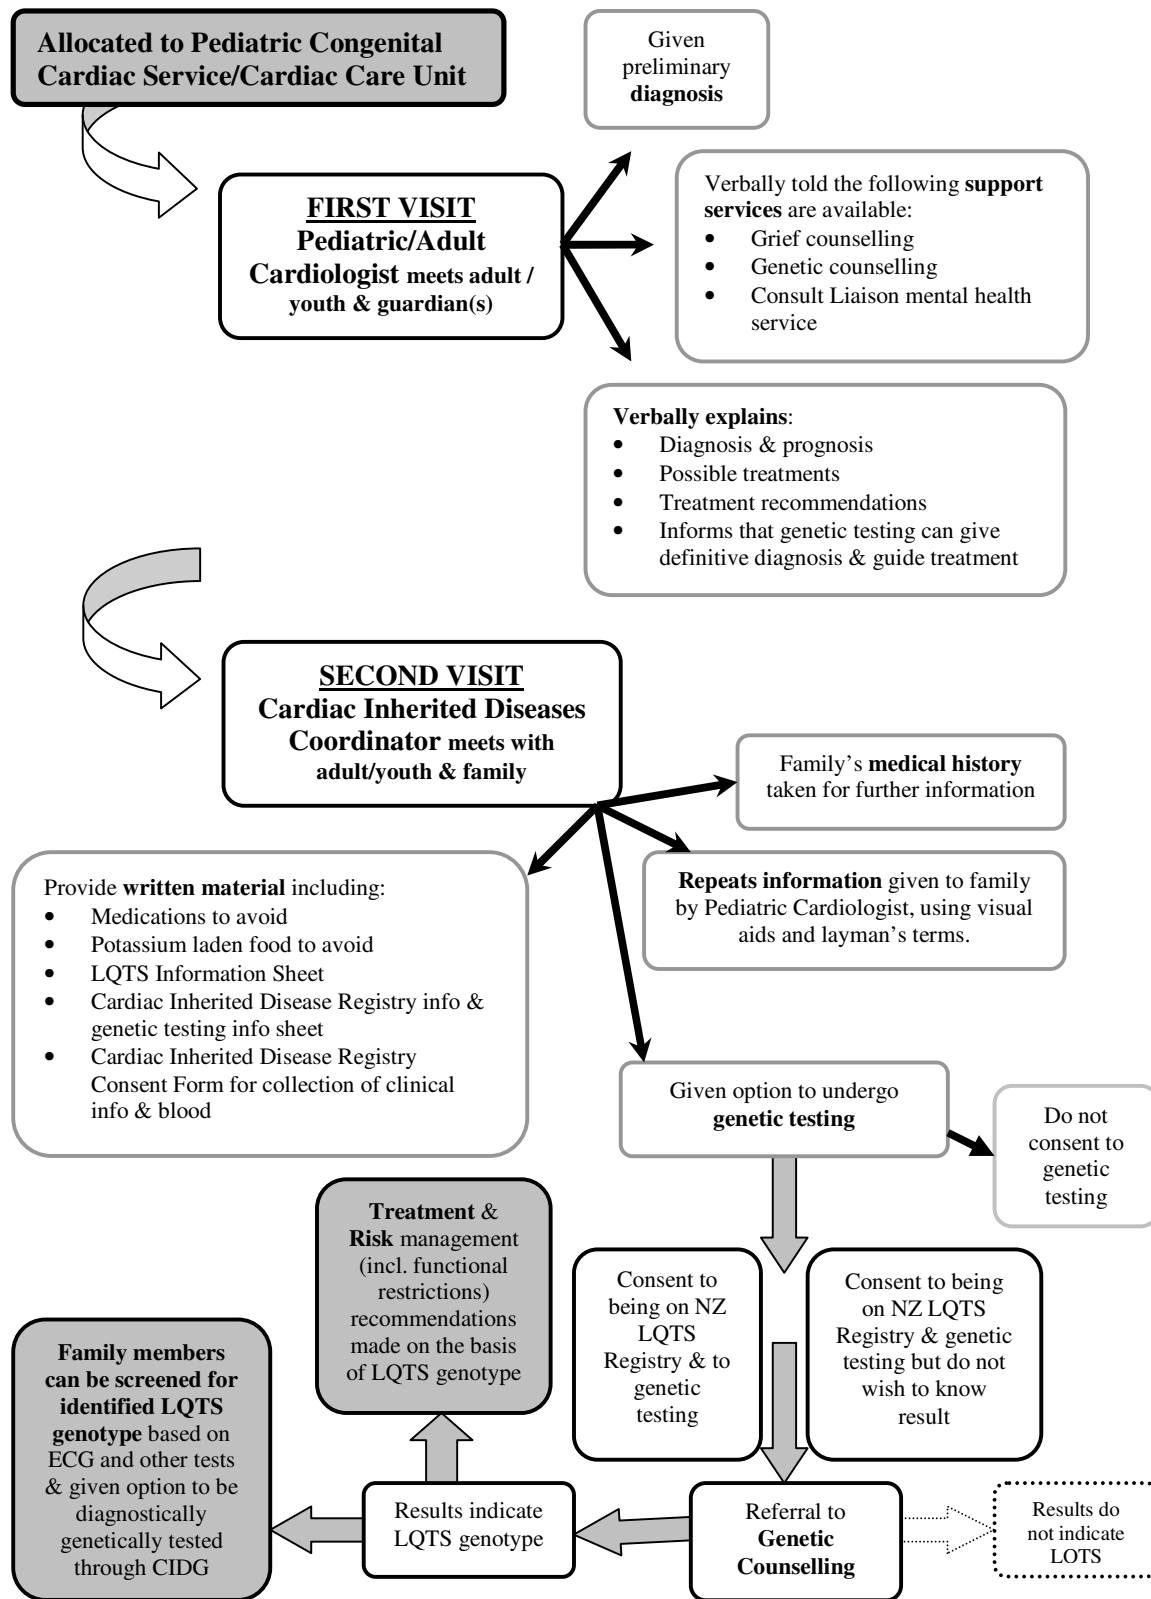 Allocated to Pediatric Congenital
Cardiac Service/Cardiac Care Unit
Given
preliminary
diagnosis
FIRST VISIT
Pediatric/Adult
Cardiologist meets adult /
youth & guardian(s)
Verbally told the following support
services are available:
• Grief counselling
• Genetic counselling
• Consult Liaison mental health
service
Verbally explains:
• Diagnosis & prognosis
• Possible treatments
• Treatment recommendations
• Informs that genetic testing can give
definitive diagnosis & guide treatment
SECOND VISIT
Cardiac Inherited Diseases
Coordinator meets with
adult/youth & family
Family's medical history
taken for further information
Repeats information given to family
by Pediatric Cardiologist, using visual
aids and layman's terms.
Provide written material including:
• Medications to avoid
• Potassium laden food to avoid
• LQTS Information Sheet
• Cardiac Inherited Disease Registry info &
genetic testing info sheet
• Cardiac Inherited Disease Registry
Consent Form for collection of clinical
info & blood
Given option to undergo
genetic testing
Do not
consent to
genetic
testing
Treatment &
Risk management
(incl. functional
restrictions)
recommendations
made on the basis
of LQTS genotype
Consent to
being on NZ
LQTS
Registry & to
genetic
testing
Consent to being
on NZ LQTS
Registry & genetic
testing but do not
wish to know
result
Family members
can be screened for
identified LQTS
genotype based on
ECG and other tests
& given option to be
diagnostically
genetically tested
through CIDG
Results indicate
LQTS genotype
Referral to
Genetic
Counselling
Results do
not indicate
LOTS